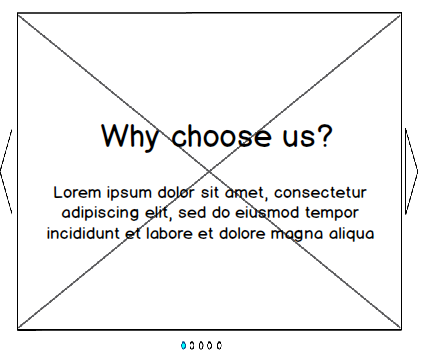 Why choose us?
Lorem ipsum dolor sit amet, consectetur
adipiscing elit, sed do eiusmod tempor
incididunt et labore et dolore magna aliqua